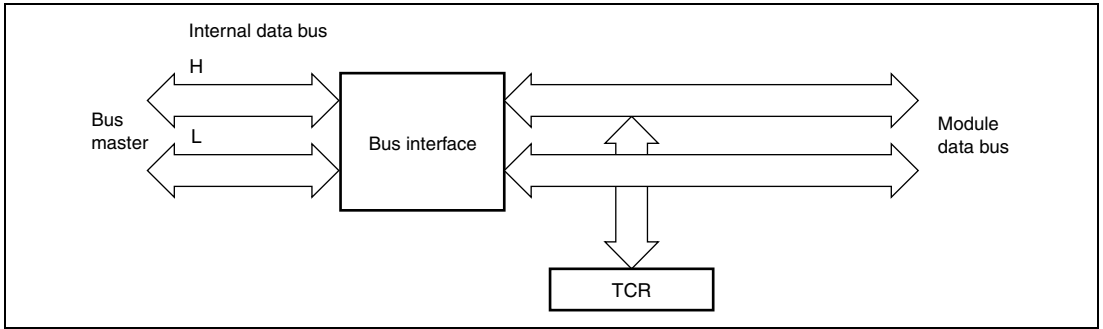 Internal data bus
H
Bus
master
L
Bus interface
Module
data bus
TCR